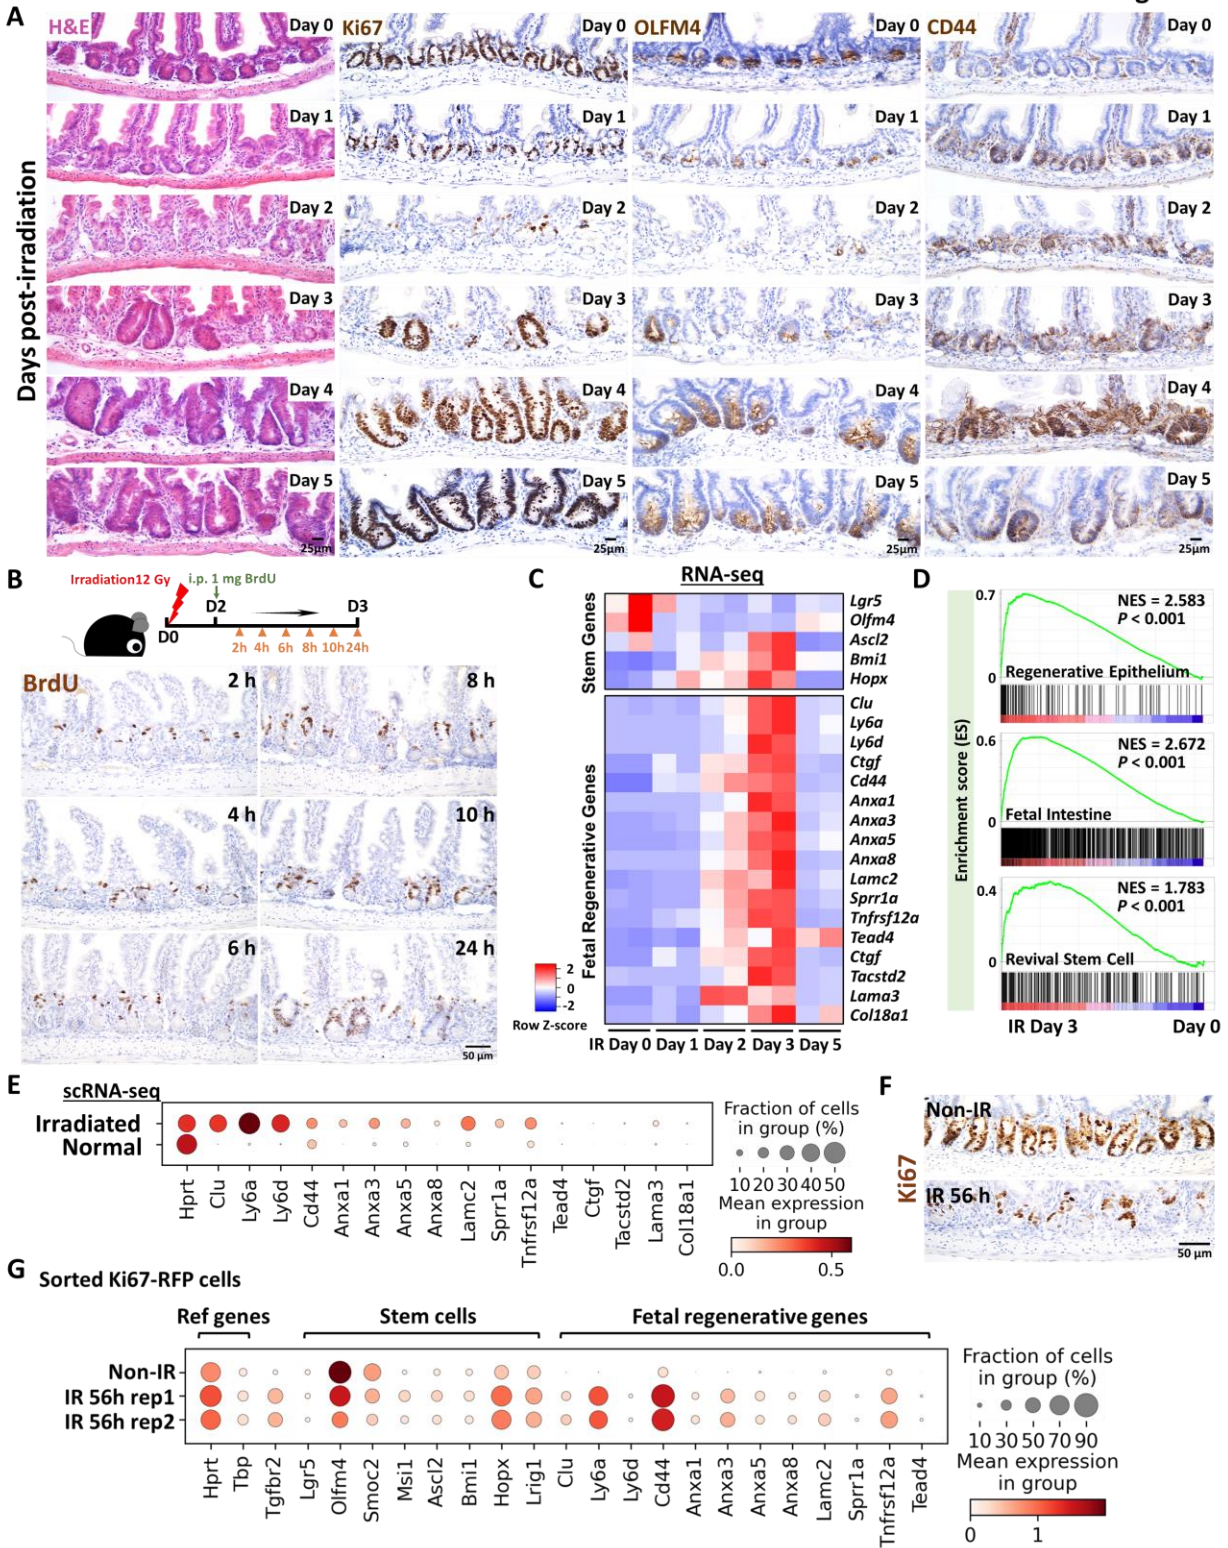 A
H&E
Day 0
Ki67
Day 0
OLFM4
Day 0
CD44
Day 0
Day 1
Day 1
Day 1
Day 1
Day 2
Day 2
Day 2
Day 2
Day 3
Day 3
Day 3
Day 3
Day 4
Day 4
Day 4
Day 4
Day 5
Day 5
Day 5
Day 5
25μm
25μm
25μm
25μm
Days post-irradiation
B
Irradiation12 Gy
i.p. 1 mg BrdU
D0
D2
D3
2h
4h
6h
8h
10h
24h
BrdU
2 h
8 h
4 h
10 h
6 h
24 h
50 μm
C
RNA-seq
Stem Genes
Lgr5
Olfm4
Ascl2
Bmi1
Hopx
Fetal Regenerative Genes
Clu
Ly6a
Ly6d
Ctgf
Cd44
Anxa1
Anxa3
Anxa5
Anxa8
Lamc2
Sprr1a
Tnfrsf12a
Tead4
Ctgf
Tacstd2
Lama3
Col18a1
2
0
-2
Row Z-score
IR Day 0 Day 1 Day 2 Day 3 Day 5
D
Enrichment score (ES)
0.7
NES = 2.583
P < 0.001
0
Regenerative Epithelium
0.6
NES = 2.672
P < 0.001
0
Fetal Intestine
0.4
NES = 1.783
P < 0.001
0
Revival Stem Cell
IR Day 3
Day 0
E
scRNA-seq
Irradiated
Normal
Hprt
Clu
Ly6a
Ly6d
Cd44
Anxa1
Anxa3
Anxa5
Anxa8
Lamc2
Sprr1a
Tnfrsf12a
Tead4
Ctgf
Tacstd2
Lama3
Col18a1
Fraction of cells
in group (%)
10 20 30 40 50
Mean expression
in group
0.0
0.5
F
Ki67
Non-IR
IR 56 h
50 μm
G
Sorted Ki67-RFP cells
Ref genes
Stem cells
Fetal regenerative genes
Non-IR
IR 56h rep1
IR 56h rep2
Hprt
Tbp
Tgfbr2
Lgr5
Olfm4
Smoc2
Msi1
Ascl2
Bmi1
Hopx
Lrig1
Clu
Ly6a
Ly6d
Cd44
Anxa1
Anxa3
Anxa5
Anxa8
Lamc2
Sprr1a
Tnfrsf12a
Tead4
Fraction of cells
in group (%)
10 30 50 70 90
Mean expression
in group
0
1